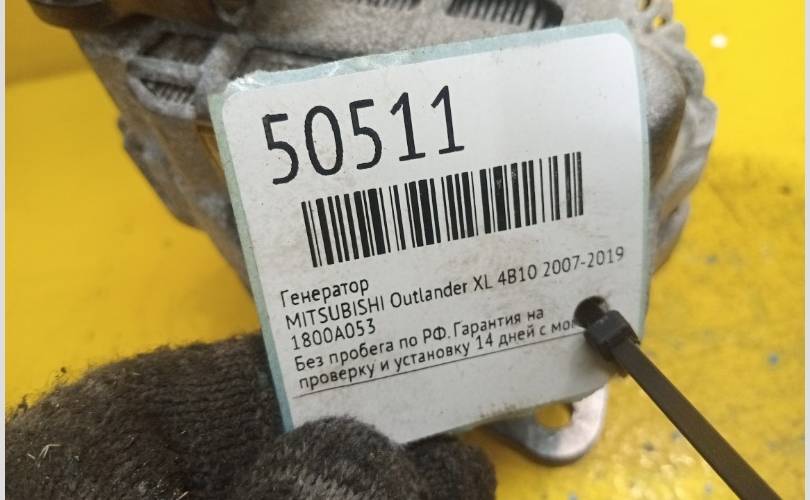 50511
Генератор
MITSUBISHI Outlander XL 4B10 2007-2019
1800A053
Без пробега по РФ. Гарантия на
проверку и установку 14 дней с